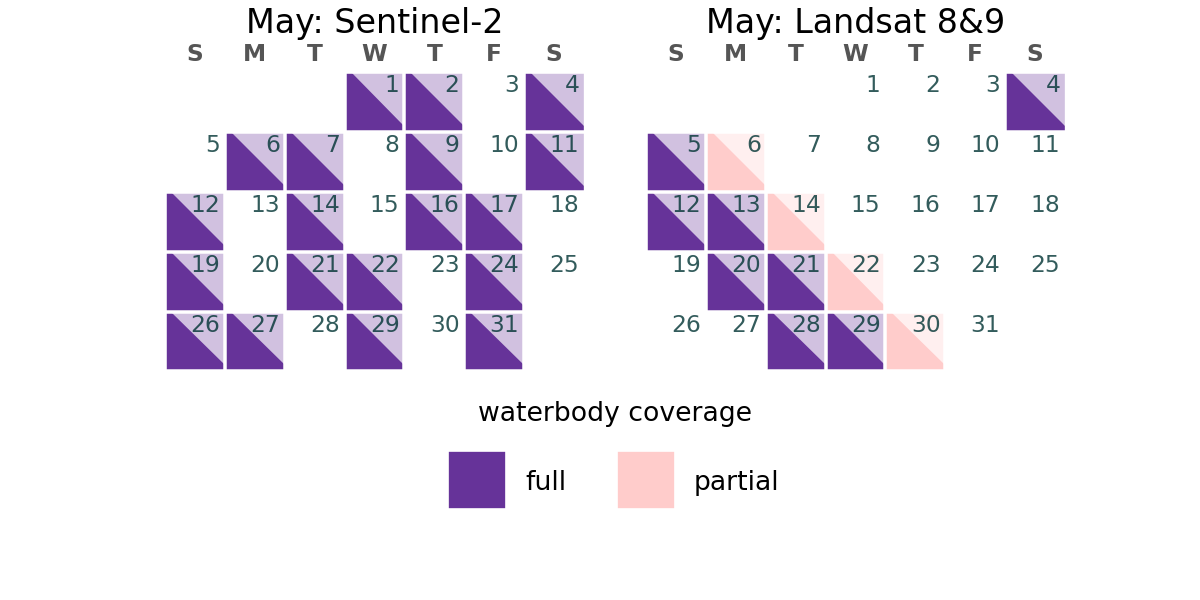 May: Sentinel-2
S M T W T F S
1 2 3 4
5 6 7 8 9 10 11
12 13 14 15 16 17 18
19 20 21 22 23 24 25
26 27 28 29 30 31
May: Landsat 8&9
S M T W T F S
1 2 3 4
5 6 7 8 9 10 11
12 13 14 15 16 17 18
19 20 21 22 23 24 25
26 27 28 29 30 31
waterbody coverage
full
partial